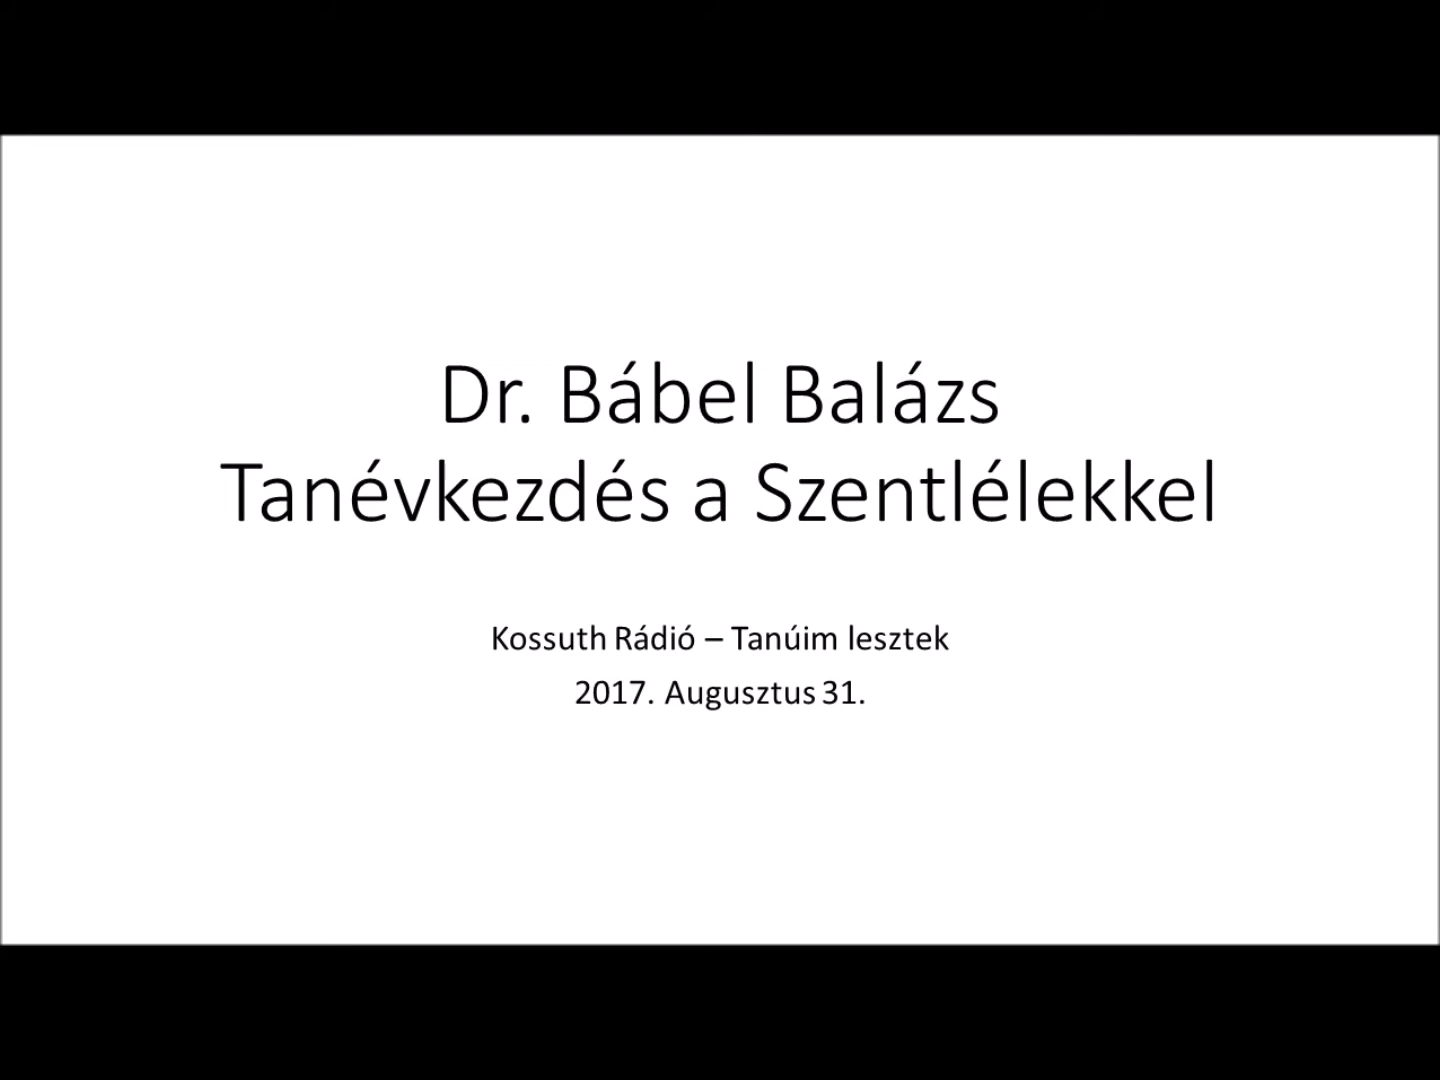 Dr. Bábel Balázs
Tanévkezdés a Szentlélekkel
Kossuth Rádió – Tanúim lesztek
2017. Augusztus 31.